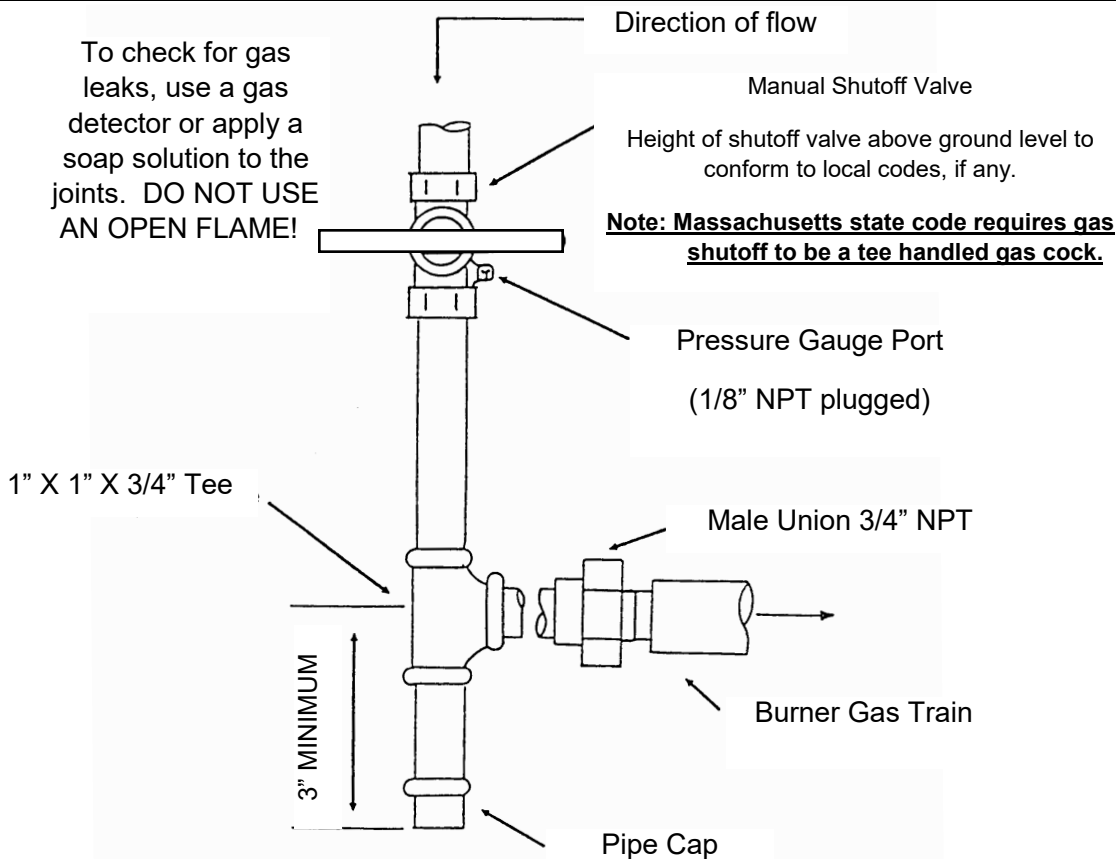 Direction of flow
To check for gas
leaks, use a gas
detector or apply a
soap solution to the
joints.  DO NOT USE
AN OPEN FLAME!
Manual Shutoff Valve
Height of shutoff valve above ground level to
conform to local codes, if any.
Note: Massachusetts state code requires gas
shutoff to be a tee handled gas cock.
Pressure Gauge Port
(1/8” NPT plugged)
1” X 1” X 3/4” Tee
Male Union 3/4” NPT
3” MINIMUM
Burner Gas Train
Pipe Cap